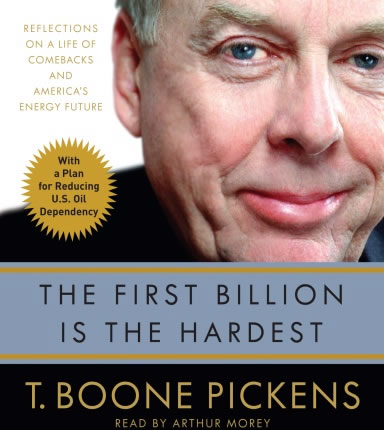 REFLECTIONS
ON A LIFE OF
COMEBACKS
AND
AMERICA'S
ENERGY FUTURE
With
a Plan
for Reducing
U.S. Oil
Dependency
THE FIRST BILLION
IS THE HARDEST
T. BOONE PICKENS
READ BY ARTHUR MOREY